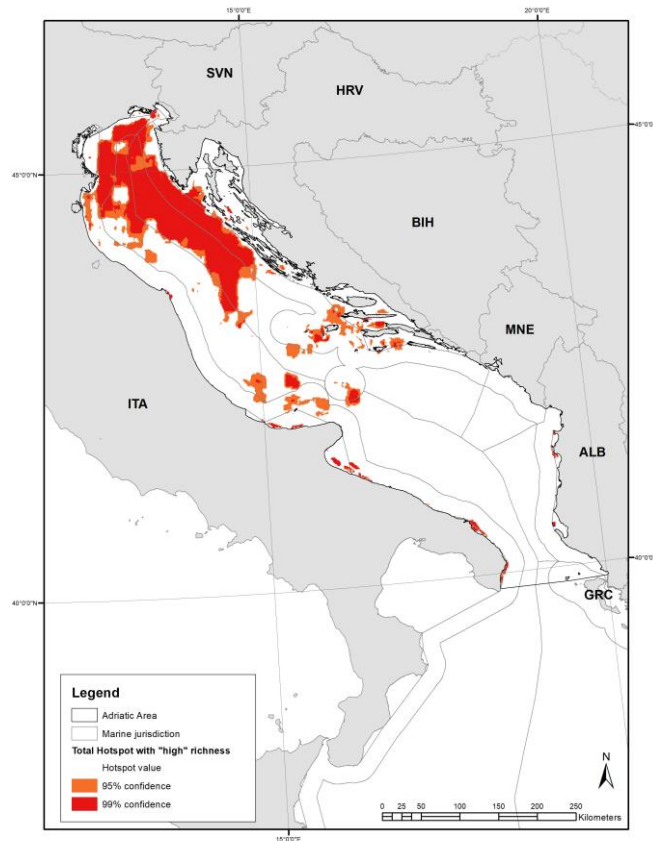 15°0'0"E
20°0'0"E
SVN
HRV
45°0'0"N
45°0'0"N
BIH
MNE
ITA
ALB
40°0'0"N
GRC
40°0'0"N
Legend
Adriatic Area
Marine jurisdiction
Total Hotspot with "high" richness
Hotspot value
95% confidence
99% confidence
N
0 25 50 100 150 200 250
Kilometers
15°0'0"E